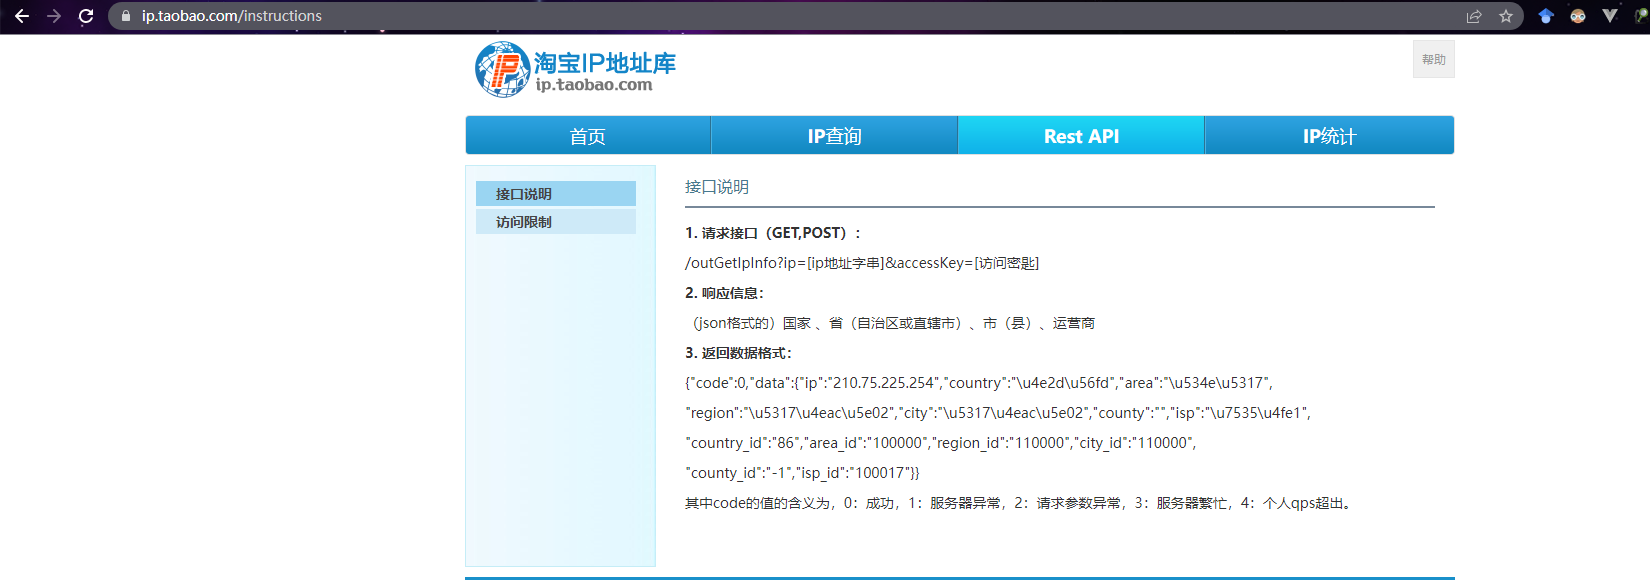 ip.taobao.com/instructions
IP
淘宝IP地址库
ip.taobao.com
帮助
首页
IP查询
Rest API
IP统计
接口说明
访问限制
接口说明
1. 请求接口（GET,POST）：
/outGetIpInfo?ip=[ip地址字串]&accessKey=[访问密匙]
2. 响应信息：
（json格式的）国家 、省（自治区或直辖市）、市（县）、运营商
3. 返回数据格式：
{"code":0,"data":{"ip":"210.75.225.254","country":"\u4e2d\u56fd","area":"\u534e\u5317",
"region":"\u5317\u4eac\u5e02","city":"\u5317\u4eac\u5e02","county":"","isp":"\u7535\u4fe1",
"country_id":"86","area_id":"100000","region_id":"110000","city_id":"110000",
"county_id":"-1","isp_id":"100017"}}
其中code的值的含义为，0：成功，1：服务器异常，2：请求参数异常，3：服务器繁忙，4：个人qps超出。